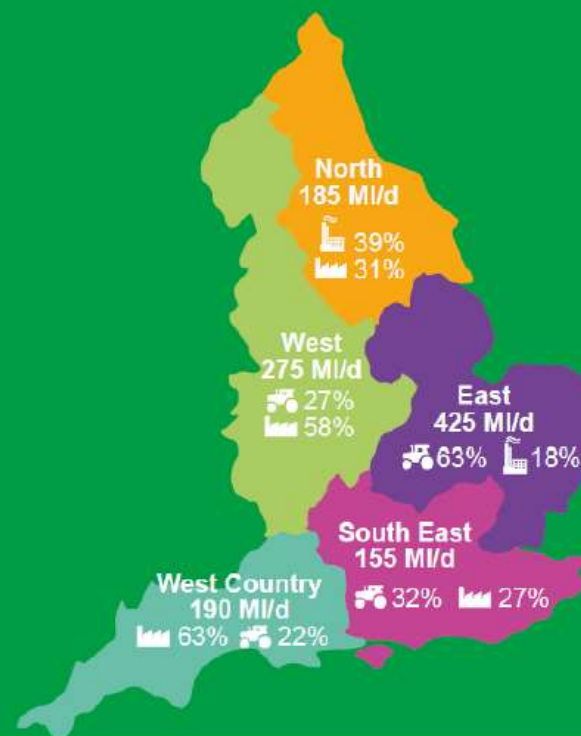 North
185 Ml/d
39%
31%
West
275 Ml/d
27%
58%
East
425 Ml/d
63% 18%
South East
155 Ml/d
32% 27%
West Country
190 Ml/d
63% 22%